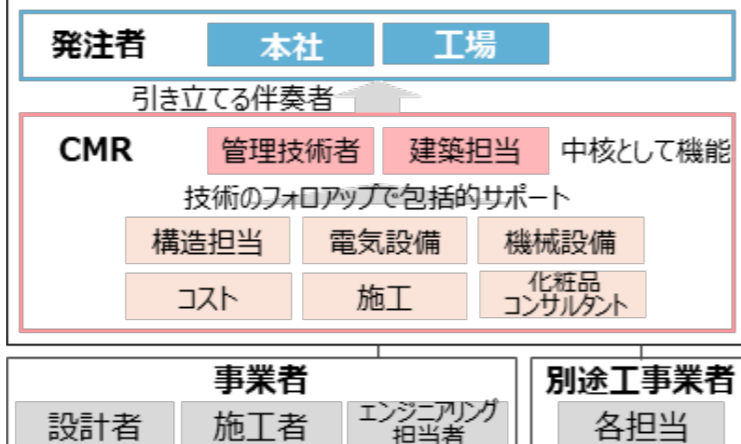 発注者 本社 工場
引き立てる伴奏者
CMR 管理技術者 建築担当 中核として機能
技術のフォロアップで包括的サポート
構造担当 電気設備 機械設備
コスト 施工 化粧品
コンサルタント
事業者 別途工事業者
設計者 施工者 エンジニアリング
担当者 各担当